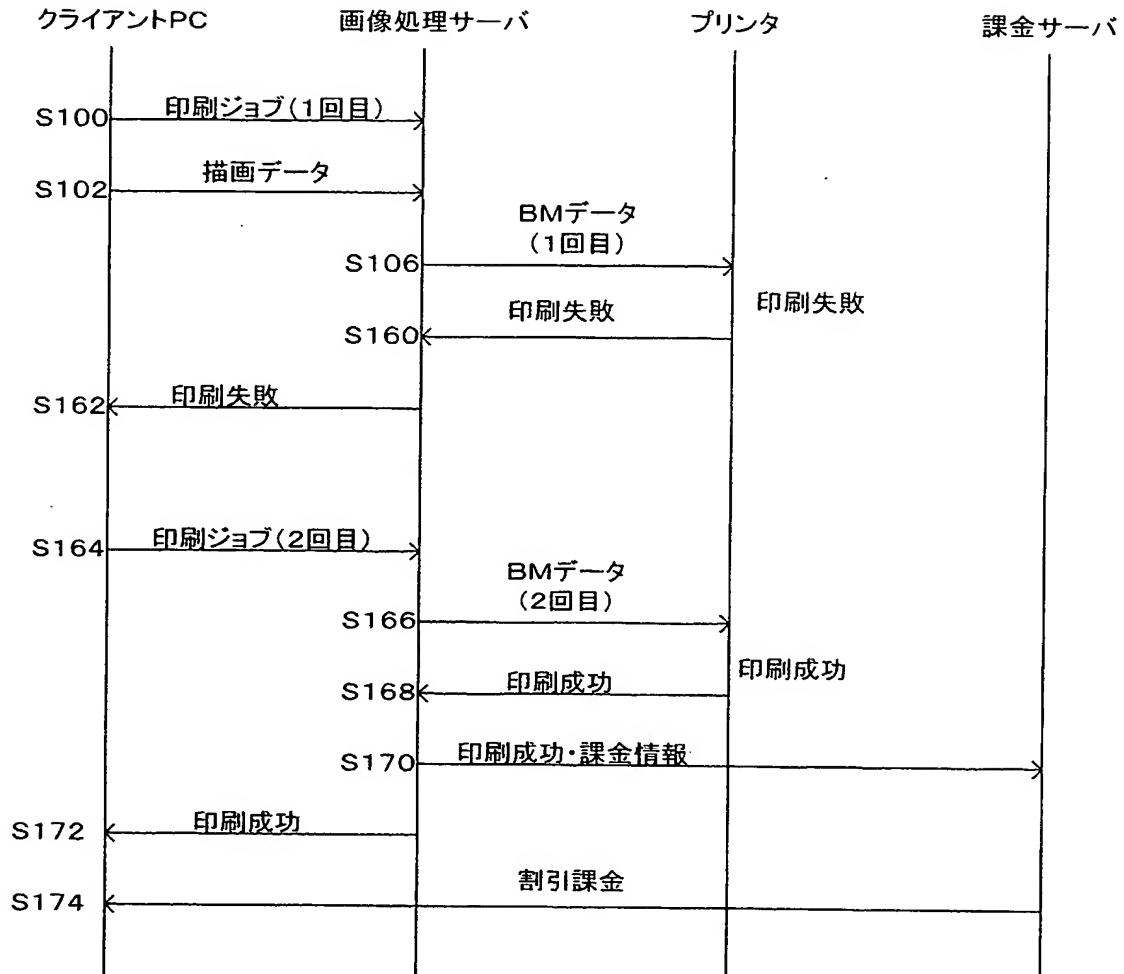 クライアントPC 画像処理サーバ プリンタ 課金サーバ
S100 印刷ジョブ(1回目)
S102 描画データ
BMデータ
(1回目)
S106
印刷失敗
S160 印刷失敗
S162 印刷失敗
S164 印刷ジョブ(2回目)
BMデータ
(2回目)
S166
印刷成功
S168 印刷成功
S170 印刷成功・課金情報
S172 印刷成功
S174 割引課金